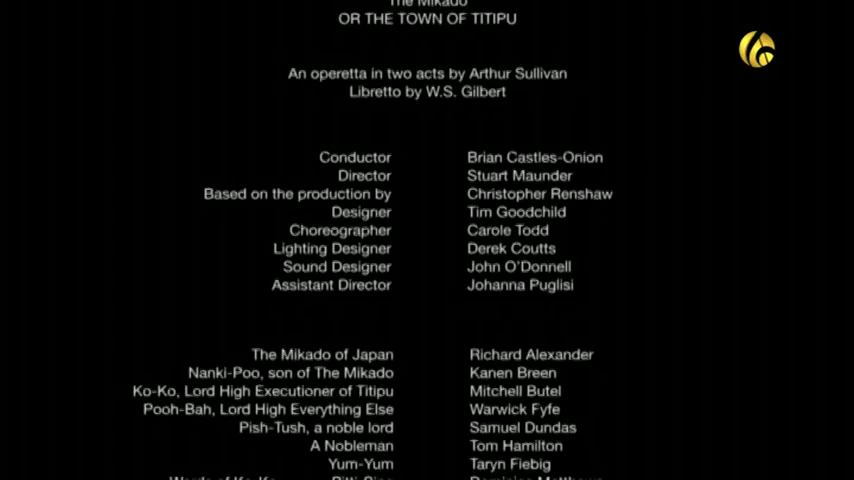 The Mikado
OR THE TOWN OF TITIPU
An operetta in two acts by Arthur Sullivan
Libretto by W.S. Gilbert
Conductor Brian Castles-Onion
Director Stuart Maunder
Based on the production by Christopher Renshaw
Designer Tim Goodchild
Choreographer Carole Todd
Lighting Designer Derek Coutts
Sound Designer John O'Donnell
Assistant Director Johanna Puglisi
The Mikado of Japan Richard Alexander
Nanki-Poo, son of The Mikado Kanen Breen
Ko-Ko, Lord High Executioner of Titipu Mitchell Butel
Pooh-Bah, Lord High Everything Else Warwick Fyfe
Pish-Tush, a noble lord Samuel Dundas
A Nobleman Tom Hamilton
Yum-Yum Taryn Fiebig